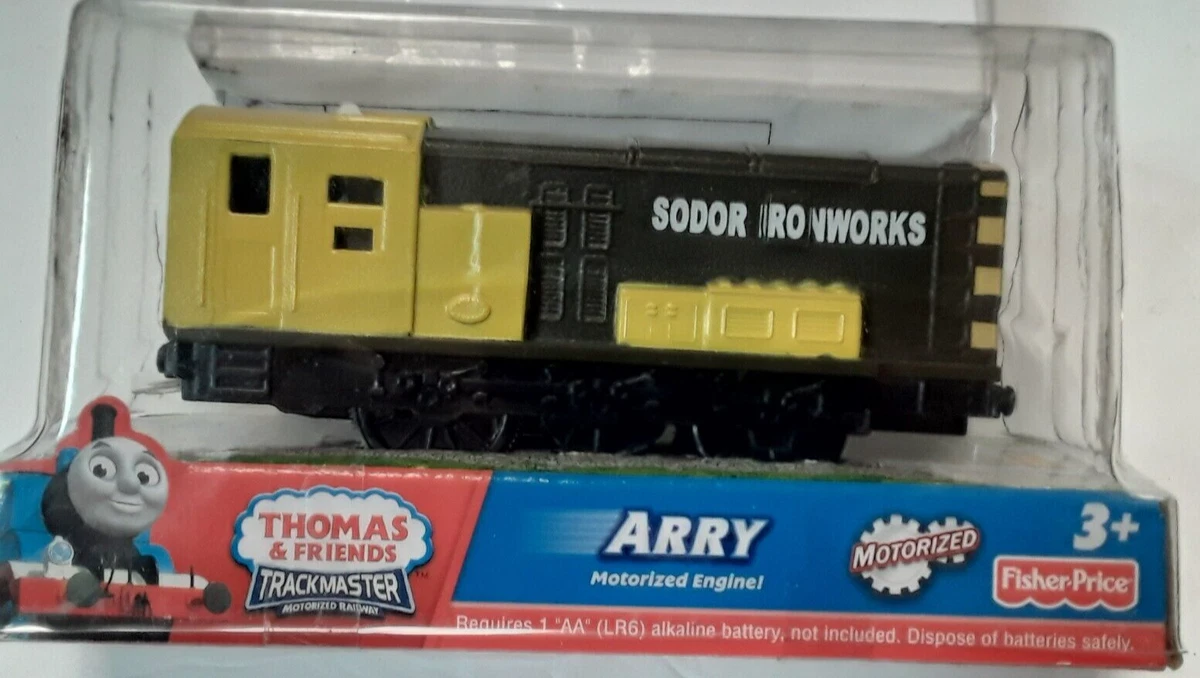 SODOR IRONWORKS
THOMAS
& FRIENDS
TRACKMASTER™
MOTORIZED RAILWAY
ARRY
Motorized Engine!
MOTORIZED
3+
Fisher-Price
Requires 1 "AA" (LR6) alkaline battery, not included. Dispose of batteries safely.